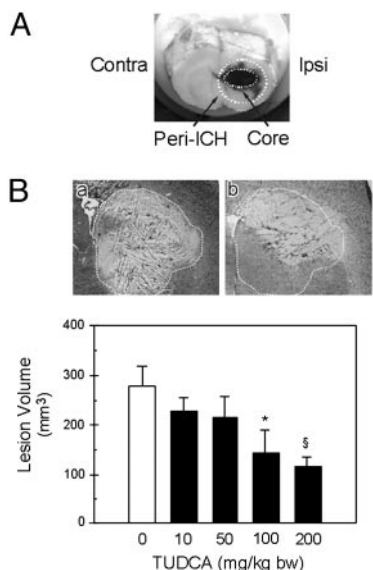 A
Contra
Ipsi
Peri-ICH
Core
B
a
b
400
300
200
100
0
Lesion Volume
(mm³)
*
§
0 10 50 100 200
TUDCA (mg/kg bw)